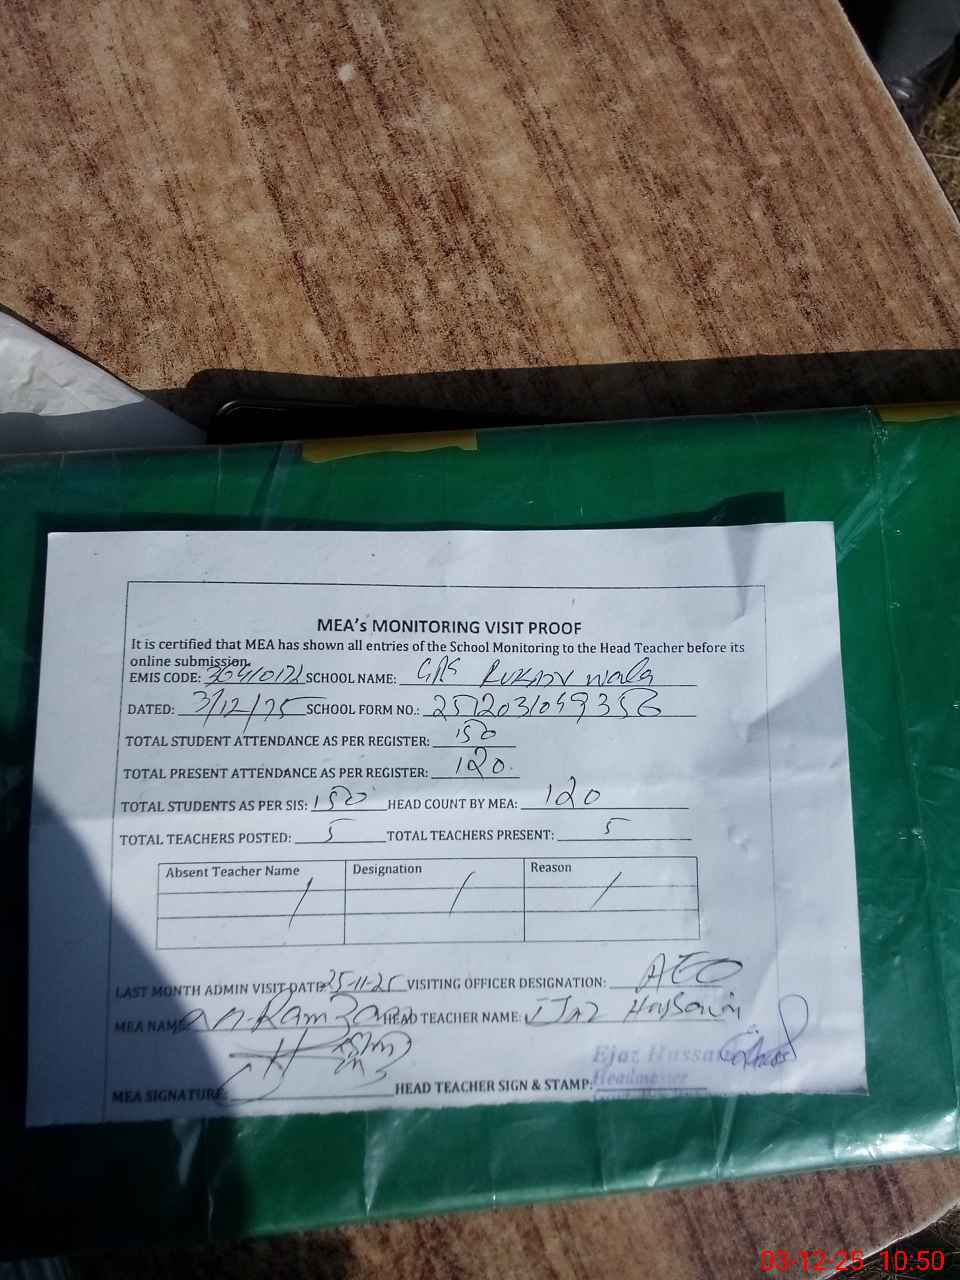 MEA's MONITORING VISIT PROOF
It is certified that MEA has shown all entries of the School Monitoring to the Head Teacher before its
online submission.
EMIS CODE: SCHOOL NAME: GPS wala
DATED: 3/12/25 SCHOOL FORM NO.:
TOTAL STUDENT ATTENDANCE AS PER REGISTER: 150
TOTAL PRESENT ATTENDANCE AS PER REGISTER: 120
TOTAL STUDENTS AS PER SIS: 150 HEAD COUNT BY MEA: 120
TOTAL TEACHERS POSTED: 5 TOTAL TEACHERS PRESENT: 5
Absent Teacher Name Designation Reason
LAST MONTH ADMIN VISIT DATE 25-11-25 VISITING OFFICER DESIGNATION: AEO
MEA NAME Ramzan HEAD TEACHER NAME: Ijaz Hussain
Ejaz Hussain
Headmaster
MEA SIGNATURE: HEAD TEACHER SIGN & STAMP:
03-12-25 10:50